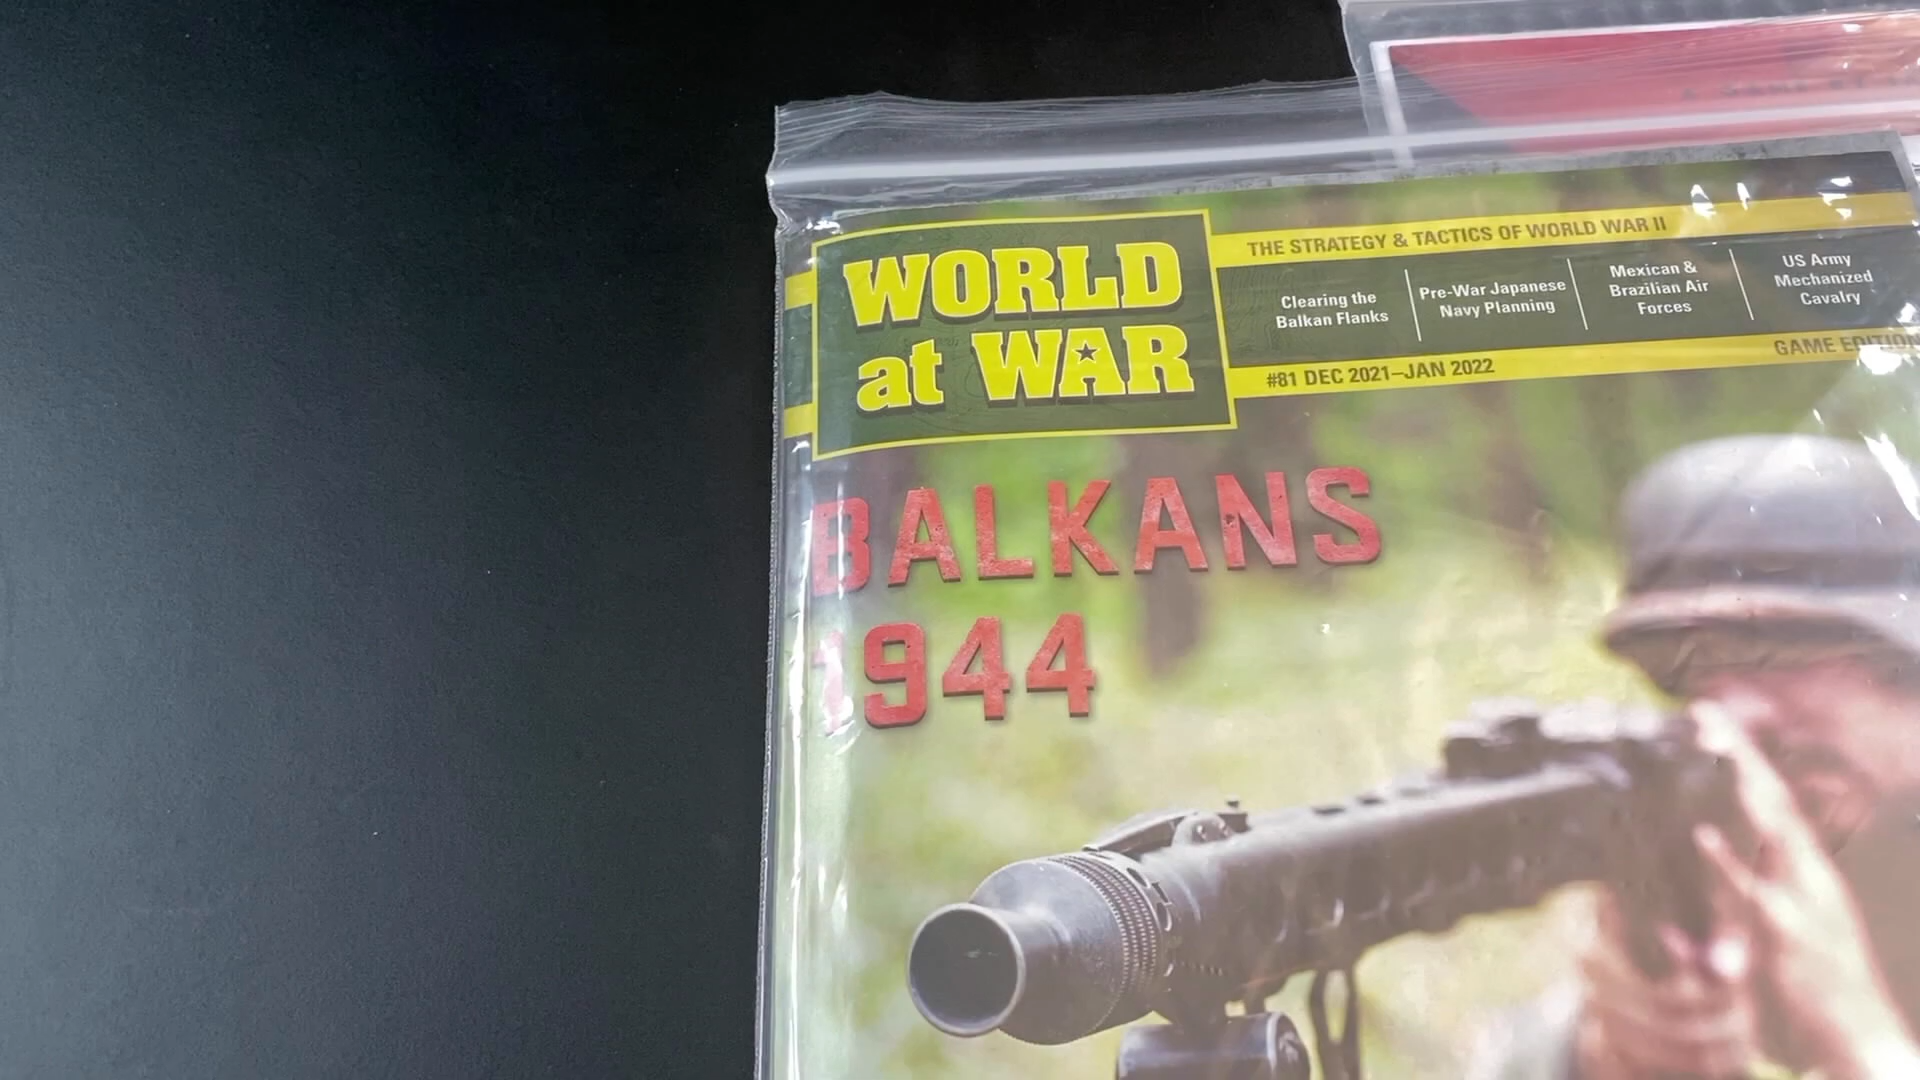 WORLD
at WAR
THE STRATEGY & TACTICS OF WORLD WAR II
Clearing the
Balkan Flanks
Pre-War Japanese
Navy Planning
Mexican &
Brazilian Air
Forces
US Army
Mechanized
Cavalry
GAME EDITION
#81 DEC 2021–JAN 2022
BALKANS
1944